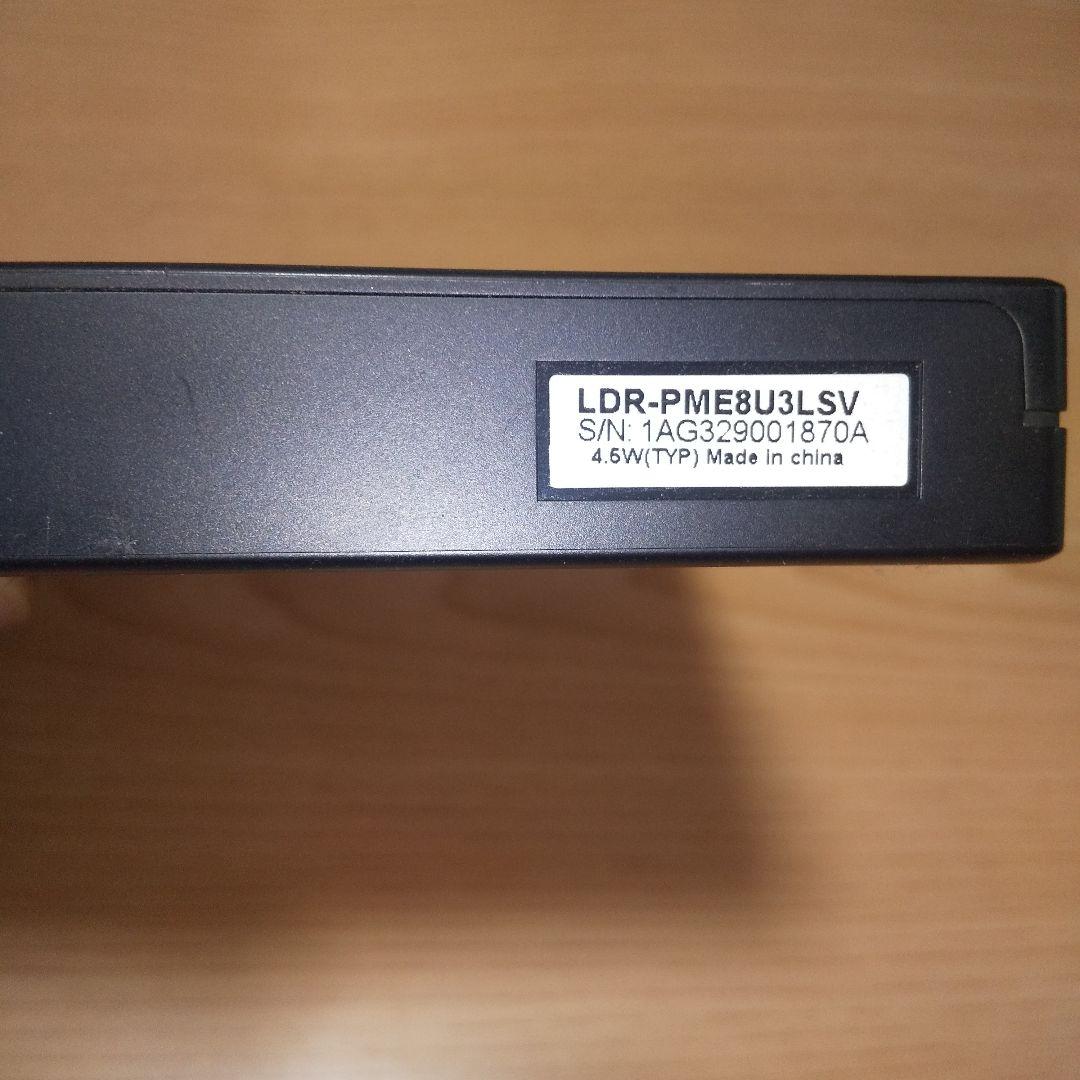 LDR-PME8U3LSV
S/N: 1AG329001870A
4.5W(TYP) Made in china